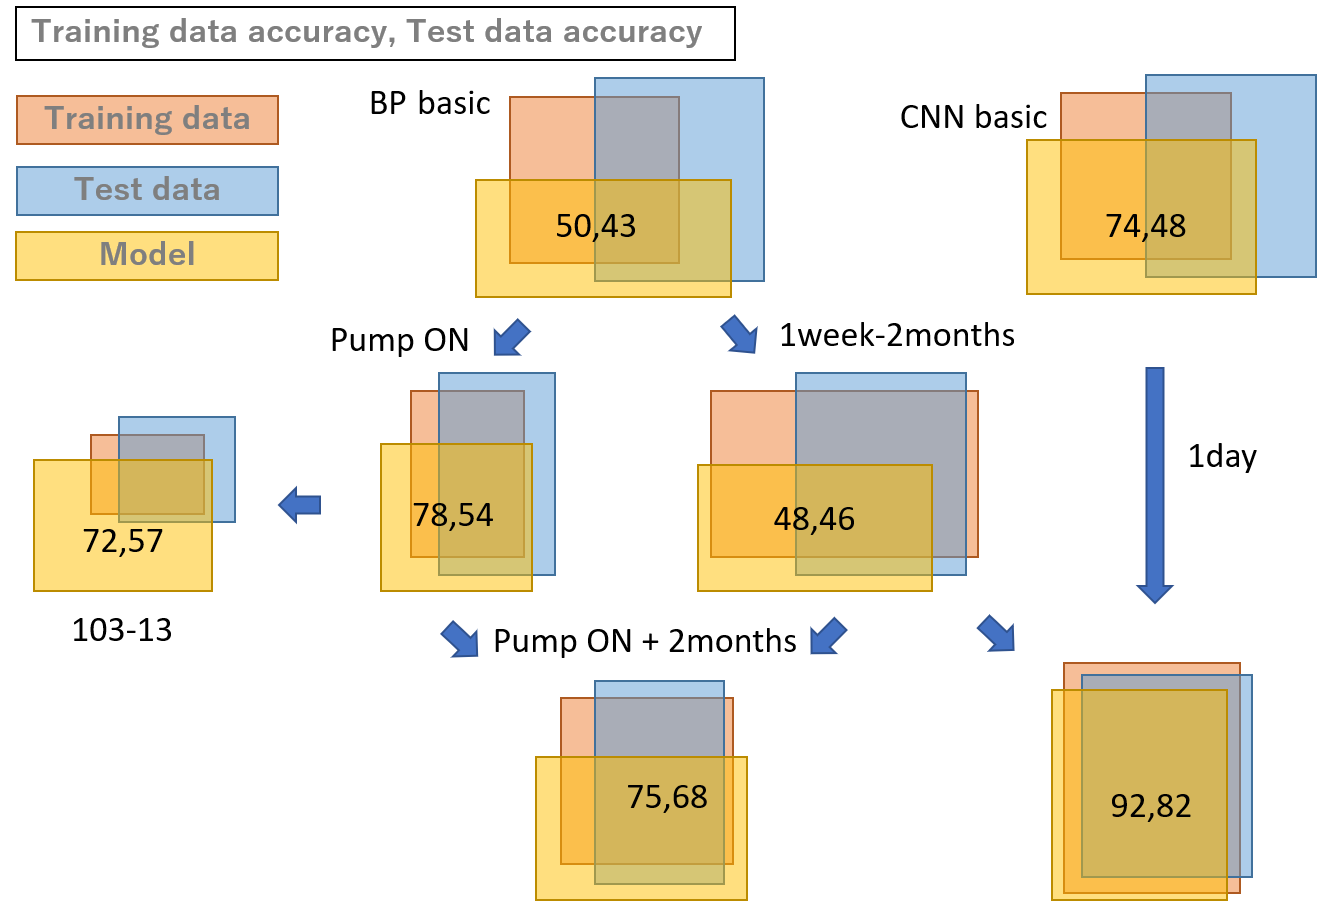 Training data accuracy, Test data accuracy
Training data
Test data
Model
BP basic
50,43
CNN basic
74,48
Pump ON
1week-2months
1day
72,57
103-13
78,54
48,46
Pump ON + 2months
75,68
92,82